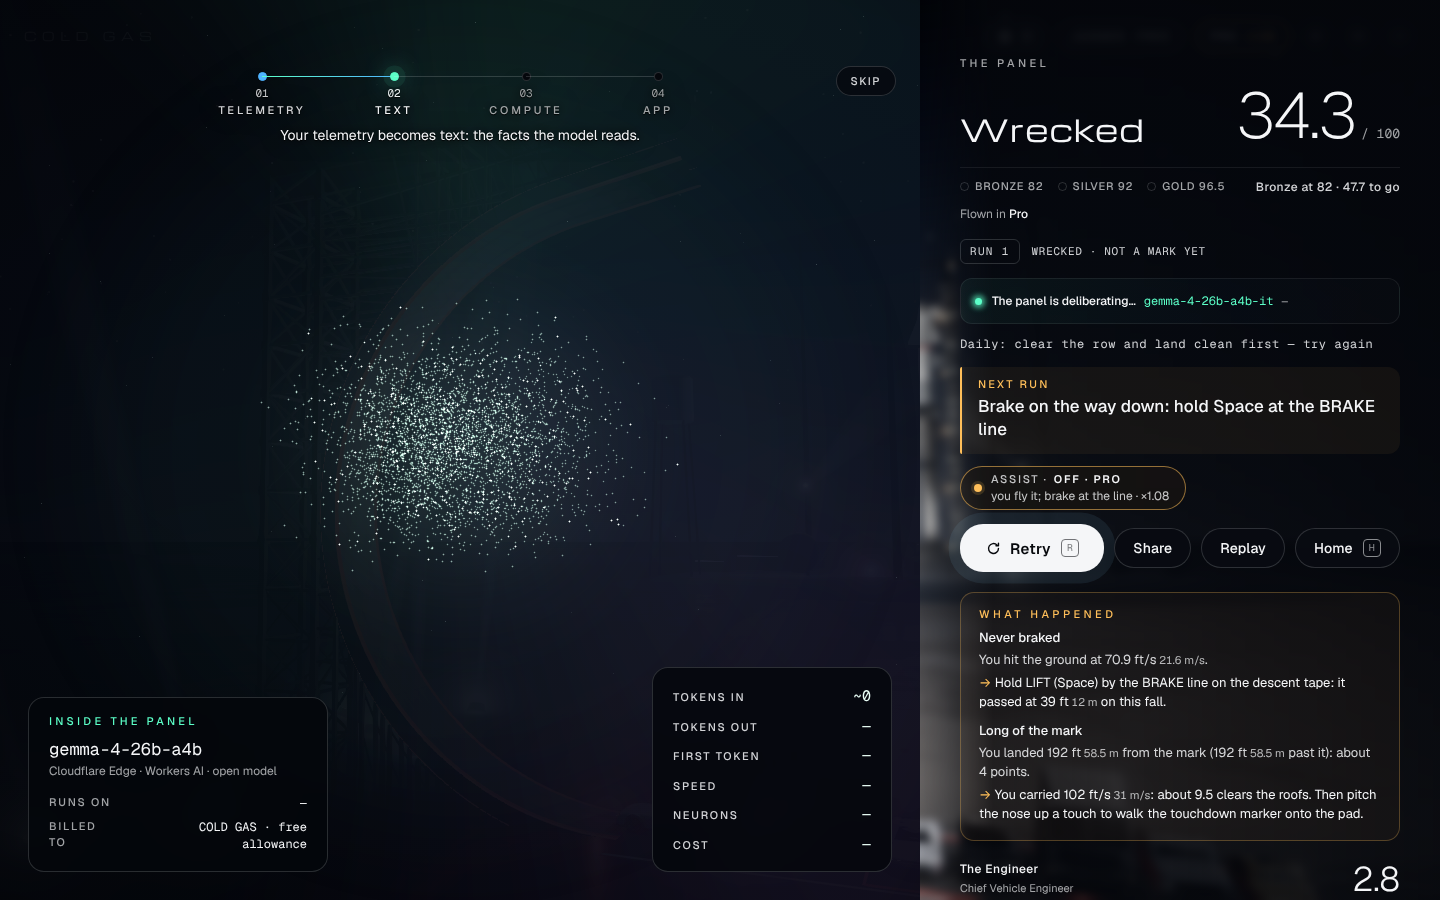 COLD GAS
01
TELEMETRY
02
TEXT
03
COMPUTE
04
APP
Your telemetry becomes text: the facts the model reads.
SKIP
INSIDE THE PANEL
gemma-4-26b-a4b
Cloudflare Edge · Workers AI · open model
RUNS ON –
BILLED TO COLD GAS · free allowance
TOKENS IN ~0
TOKENS OUT –
FIRST TOKEN –
SPEED –
NEURONS –
COST –
THE PANEL
Wrecked 34.3 / 100
BRONZE 82 SILVER 92 GOLD 96.5 Bronze at 82 · 47.7 to go
Flown in Pro
RUN 1 WRECKED · NOT A MARK YET
The panel is deliberating… gemma-4-26b-a4b-it –
Daily: clear the row and land clean first – try again
NEXT RUN
Brake on the way down: hold Space at the BRAKE
line
ASSIST · OFF · PRO
you fly it; brake at the line · ×1.08
Retry R Share Replay Home H
WHAT HAPPENED
Never braked
You hit the ground at 70.9 ft/s 21.6 m/s.
→ Hold LIFT (Space) by the BRAKE line on the descent tape: it
passed at 39 ft 12 m on this fall.
Long of the mark
You landed 192 ft 58.5 m from the mark (192 ft 58.5 m past it): about
4 points.
→ You carried 102 ft/s 31 m/s: about 9.5 clears the roofs. Then pitch
the nose up a touch to walk the touchdown marker onto the pad.
The Engineer 2.8
Chief Vehicle Engineer